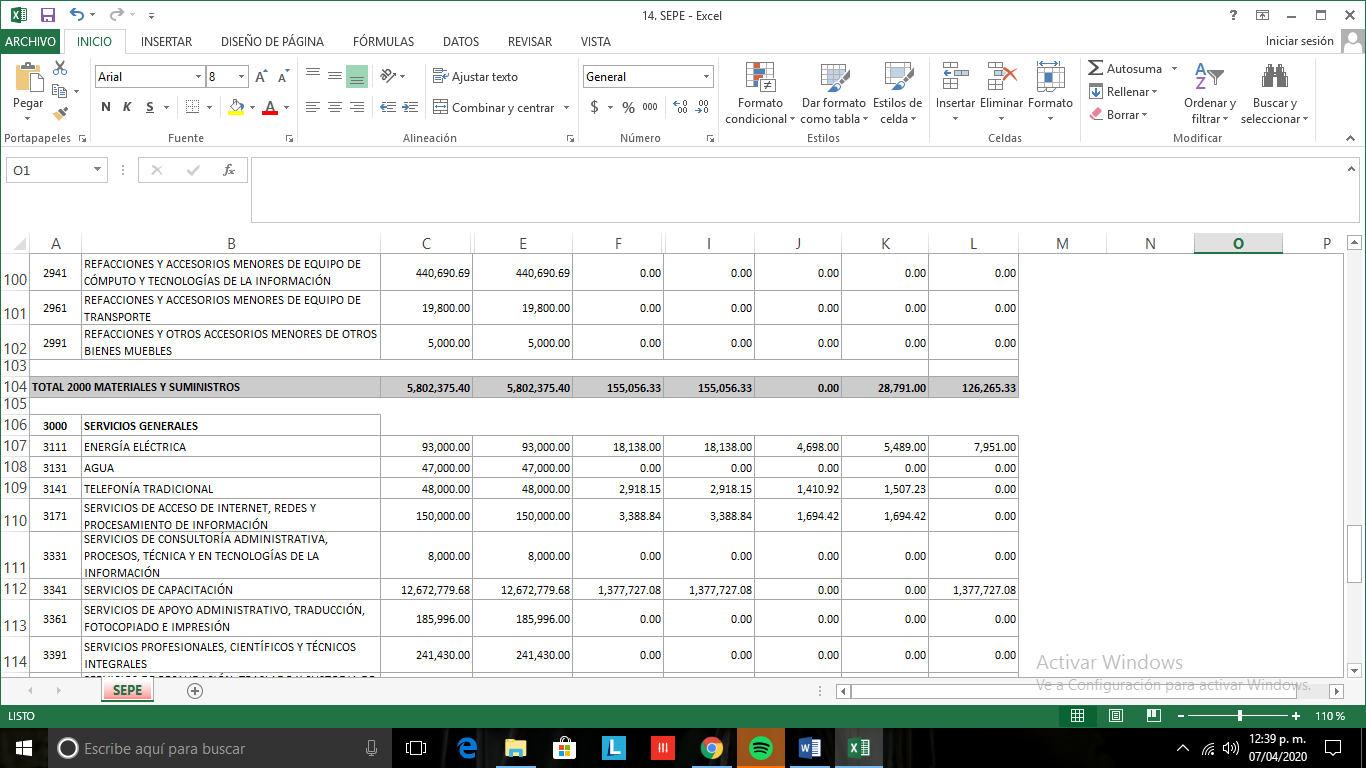 14. SEPE - Excel
?
ARCHIVO INICIO INSERTAR DISEÑO DE PÁGINA FÓRMULAS DATOS REVISAR VISTA Iniciar sesión
Pegar
Arial 8 A A
N K S A
Ajustar texto
Combinar y centrar
General
$ % 000
Formato condicional
Dar formato como tabla
Estilos de celda
Insertar Eliminar Formato
Autosuma
Rellenar
Borrar
Ordenar y filtrar
Buscar y seleccionar
Portapapeles Fuente Alineación Número Estilos Celdas Modificar
O1 fx
A B C E F I J K L M N O P
100 2941 REFACCIONES Y ACCESORIOS MENORES DE EQUIPO DE
CÓMPUTO Y TECNOLOGÍAS DE LA INFORMACIÓN 440,690.69 440,690.69 0.00 0.00 0.00 0.00 0.00
101 2961 REFACCIONES Y ACCESORIOS MENORES DE EQUIPO DE
TRANSPORTE 19,800.00 19,800.00 0.00 0.00 0.00 0.00 0.00
102 2991 REFACCIONES Y OTROS ACCESORIOS MENORES DE OTROS
BIENES MUEBLES 5,000.00 5,000.00 0.00 0.00 0.00 0.00 0.00
103
104 TOTAL 2000 MATERIALES Y SUMINISTROS 5,802,375.40 5,802,375.40 155,056.33 155,056.33 0.00 28,791.00 126,265.33
105
106 3000 SERVICIOS GENERALES
107 3111 ENERGÍA ELÉCTRICA 93,000.00 93,000.00 18,138.00 18,138.00 4,698.00 5,489.00 7,951.00
108 3131 AGUA 47,000.00 47,000.00 0.00 0.00 0.00 0.00 0.00
109 3141 TELEFONÍA TRADICIONAL 48,000.00 48,000.00 2,918.15 2,918.15 1,410.92 1,507.23 0.00
110 3171 SERVICIOS DE ACCESO DE INTERNET, REDES Y
PROCESAMIENTO DE INFORMACIÓN 150,000.00 150,000.00 3,388.84 3,388.84 1,694.42 1,694.42 0.00
111 3331 SERVICIOS DE CONSULTORÍA ADMINISTRATIVA,
PROCESOS, TÉCNICA Y EN TECNOLOGÍAS DE LA
INFORMACIÓN 8,000.00 8,000.00 0.00 0.00 0.00 0.00 0.00
112 3341 SERVICIOS DE CAPACITACIÓN 12,672,779.68 12,672,779.68 1,377,727.08 1,377,727.08 0.00 0.00 1,377,727.08
113 3361 SERVICIOS DE APOYO ADMINISTRATIVO, TRADUCCIÓN,
FOTOCOPIADO E IMPRESIÓN 185,996.00 185,996.00 0.00 0.00 0.00 0.00 0.00
114 3391 SERVICIOS PROFESIONALES, CIENTÍFICOS Y TÉCNICOS
INTEGRALES 241,430.00 241,430.00 0.00 0.00 0.00 0.00 0.00
Activar Windows
Ve a Configuración para activar Windows.
SEPE
LISTO 110 %
Escribe aquí para buscar
12:39 p. m.
07/04/2020